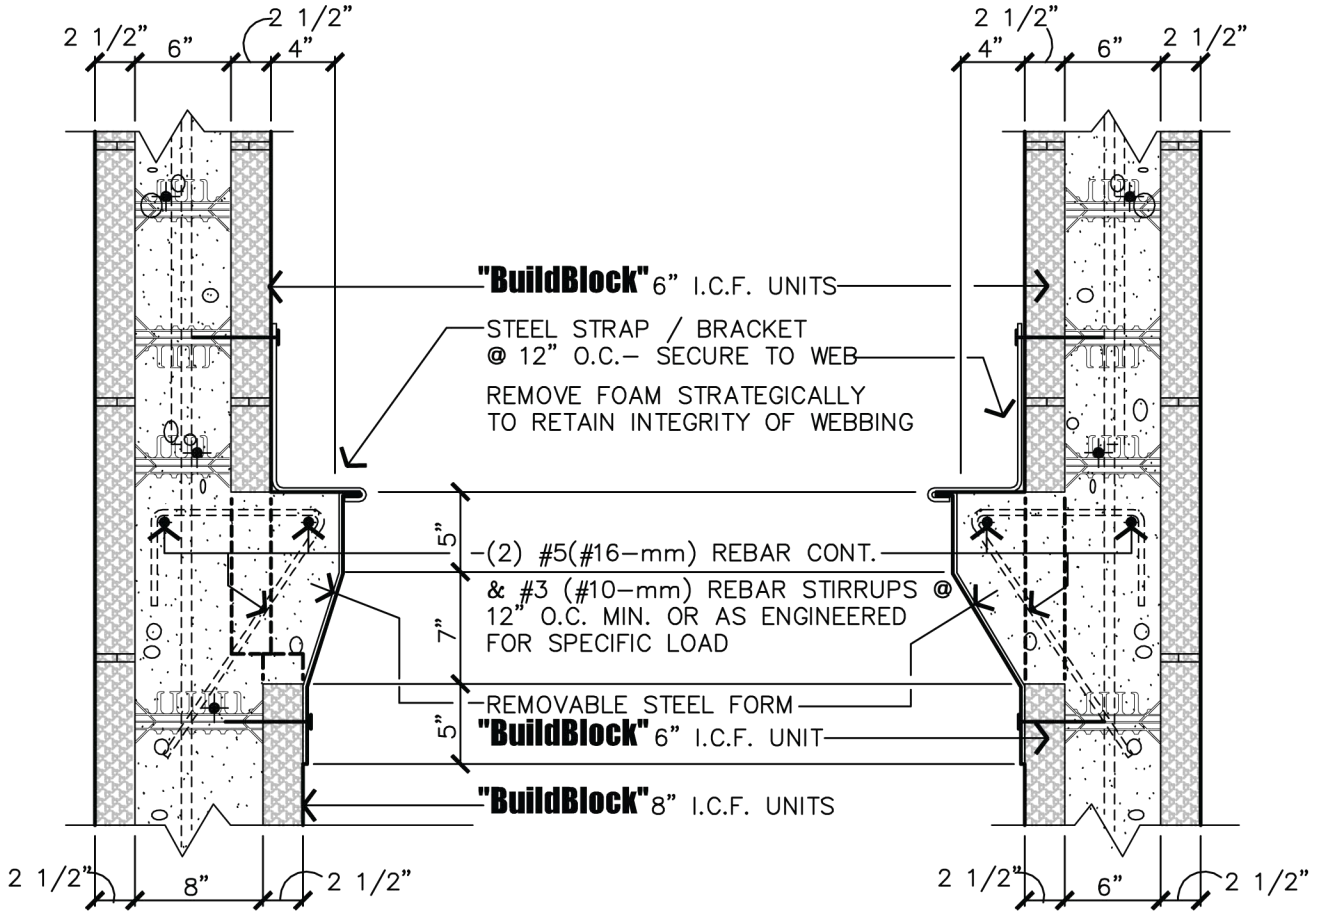 2 1/2”
6”
2 1/2”
4”
2 1/2”
4”
6”
2 1/2”
"BuildBlock" 6” I.C.F. UNITS
STEEL STRAP / BRACKET
@ 12” O.C.– SECURE TO WEB
REMOVE FOAM STRATEGICALLY
TO RETAIN INTEGRITY OF WEBBING
5”
(2) #5(#16–mm) REBAR CONT.
& #3 (#10–mm) REBAR STIRRUPS @
12” O.C. MIN. OR AS ENGINEERED
FOR SPECIFIC LOAD
7”
REMOVABLE STEEL FORM
5”
"BuildBlock" 6” I.C.F. UNIT
"BuildBlock" 8” I.C.F. UNITS
2 1/2”
8”
2 1/2”
2 1/2”
6”
2 1/2”